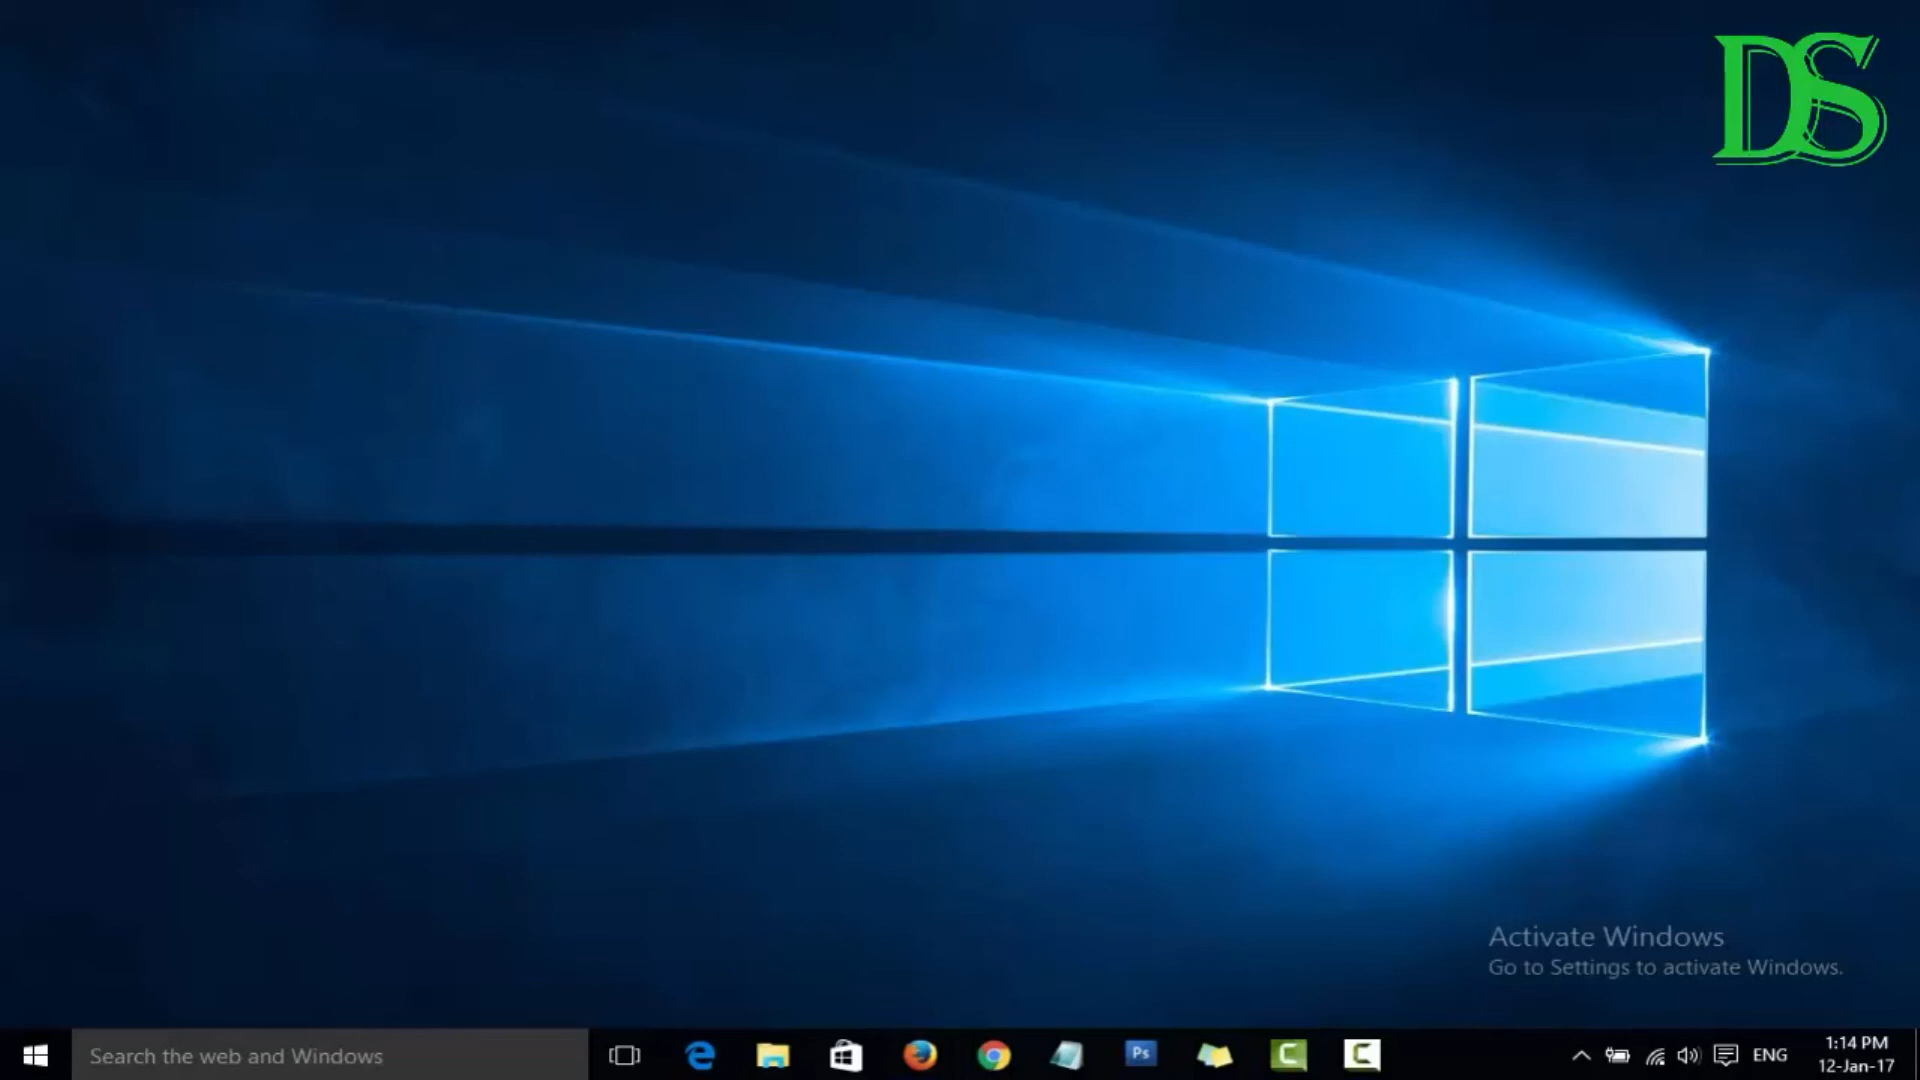 DS
Activate Windows
Go to Settings to activate Windows.
Search the web and Windows
Ps
C
C
ENG
1:14 PM
12-Jan-17